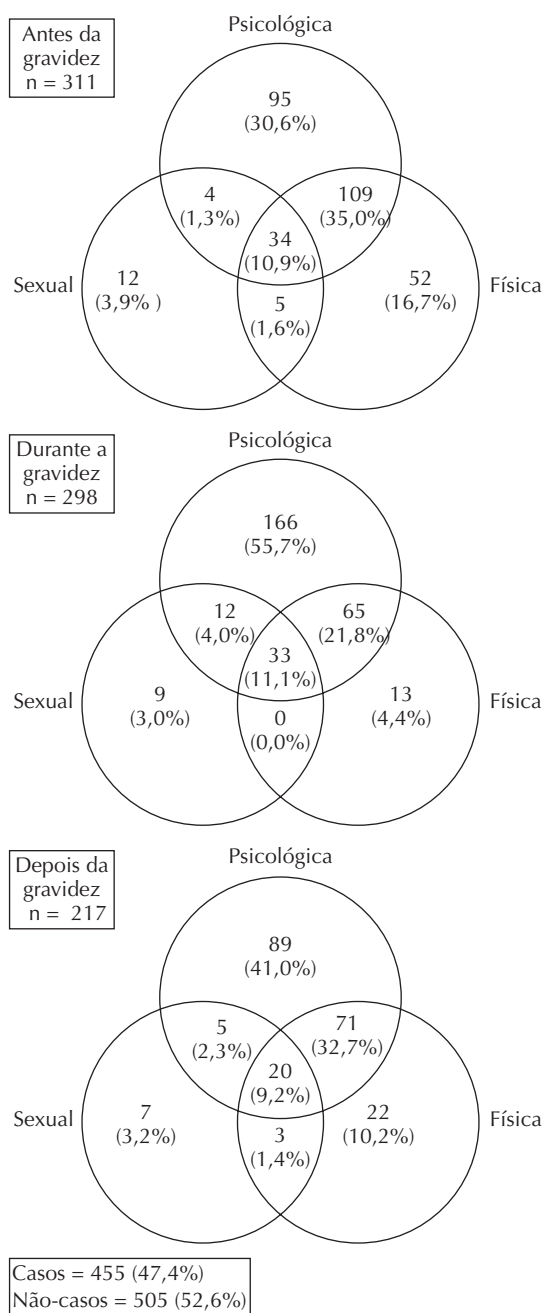 Psicológica
Antes da
gravidez
n = 311
95
(30,6%)
4
(1,3%)
109
(35,0%)
34
(10,9%)
Sexual
12
(3,9% )
52
(16,7%)
Física
5
(1,6%)
Psicológica
Durante a
gravidez
n = 298
166
(55,7%)
12
(4,0%)
65
(21,8%)
33
(11,1%)
Sexual
9
(3,0%)
13
(4,4%)
Física
0
(0,0%)
Psicológica
Depois da
gravidez
n = 217
89
(41,0%)
5
(2,3%)
71
(32,7%)
20
(9,2%)
Sexual
7
(3,2%)
22
(10,2%)
Física
3
(1,4%)
Casos = 455 (47,4%)
Não-casos = 505 (52,6%)